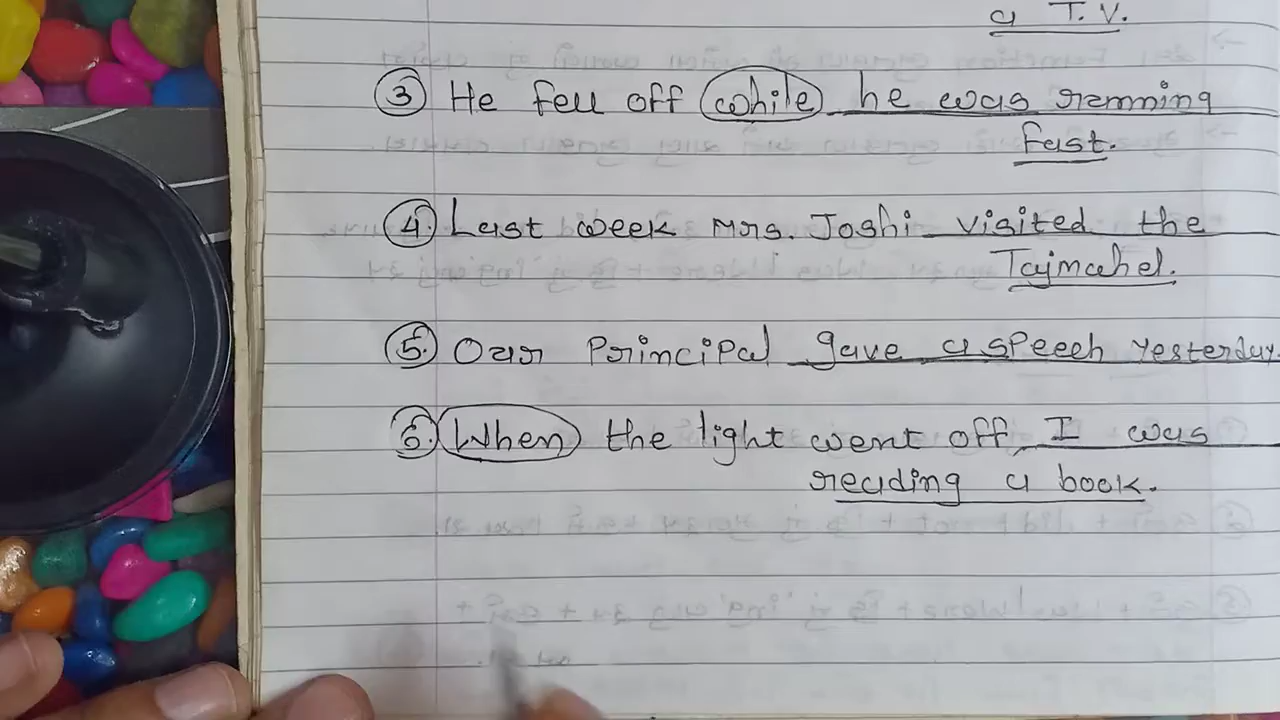 a T.V.
③ He fell off while he was running
fast.
④ Last week Mrs. Joshi visited the
Tajmahel.
⑤ Our Principal gave a speech yesterday.
⑥ When the light went off, I was
reading a book.